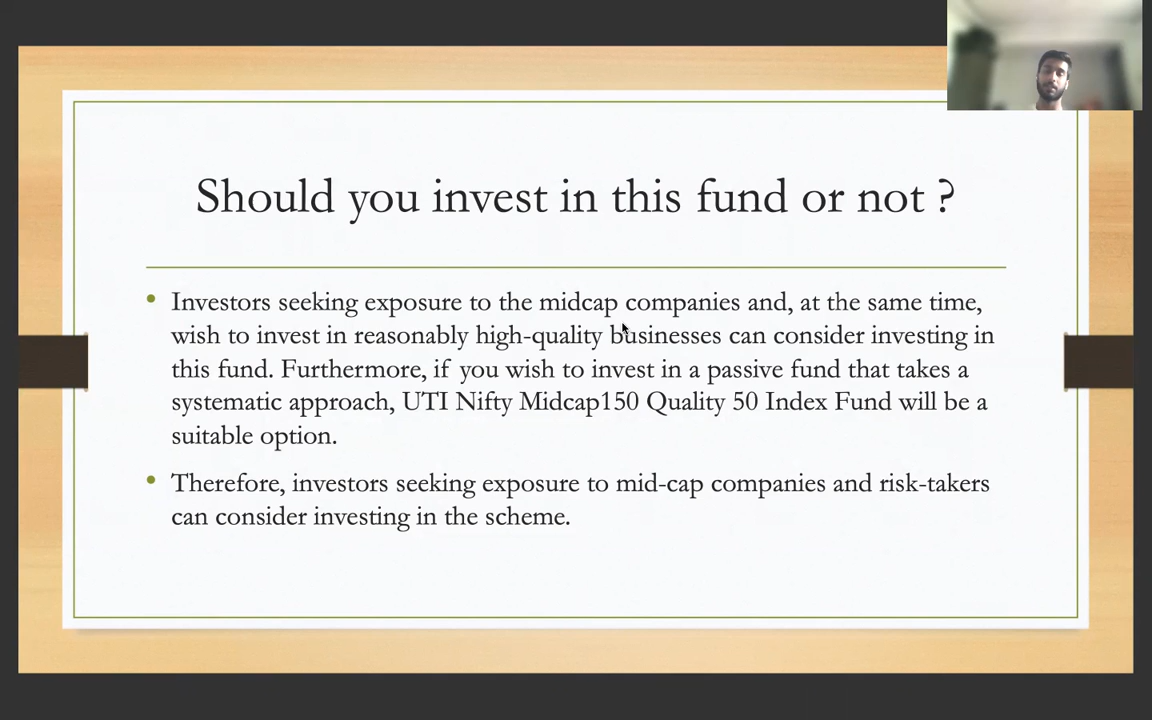 Should you invest in this fund or not ?
Investors seeking exposure to the midcap companies and, at the same time,
wish to invest in reasonably high-quality businesses can consider investing in
this fund. Furthermore, if you wish to invest in a passive fund that takes a
systematic approach, UTI Nifty Midcap150 Quality 50 Index Fund will be a
suitable option.
Therefore, investors seeking exposure to mid-cap companies and risk-takers
can consider investing in the scheme.